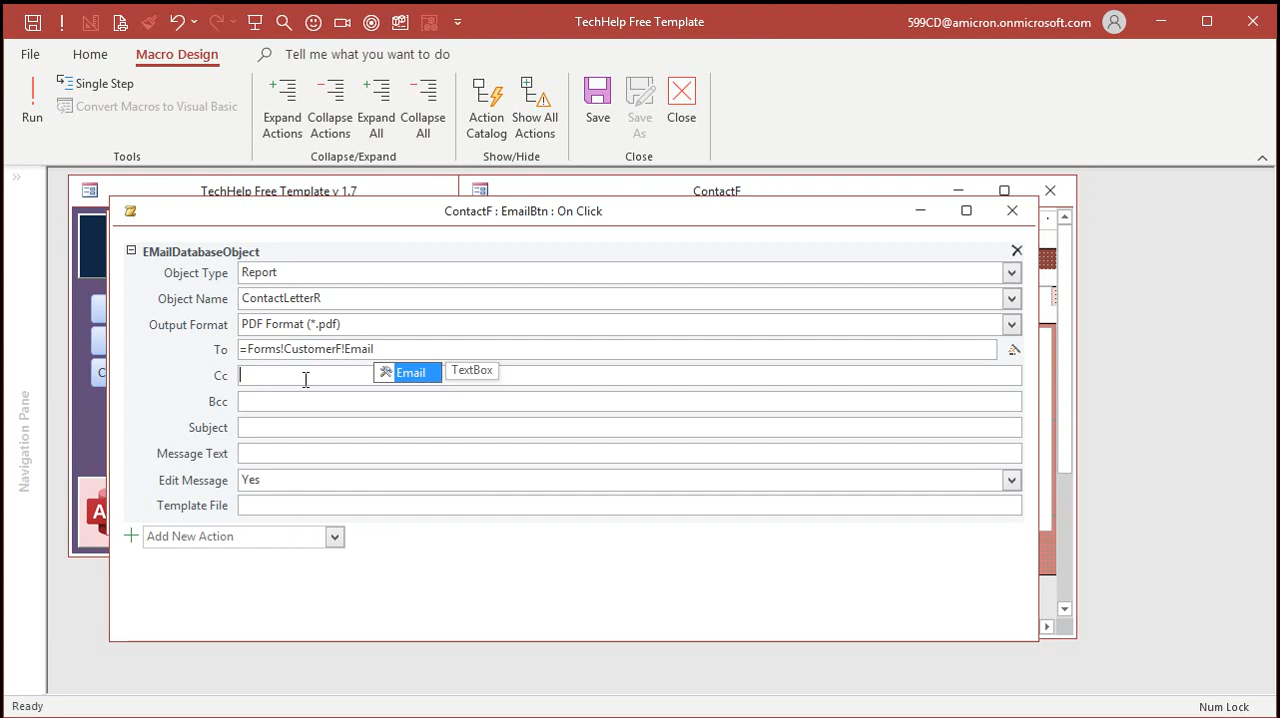 TechHelp Free Template
599CD@amicron.onmicrosoft.com
File
Home
Macro Design
Tell me what you want to do
Run
Single Step
Convert Macros to Visual Basic
Tools
Expand Actions
Collapse Actions
Expand All
Collapse All
Collapse/Expand
Action Catalog
Show All Actions
Show/Hide
Save
Save As
Close
Close
»
TechHelp Free Template v 1.7
ContactF
ContactF : EmailBtn : On Click
EMailDatabaseObject
Object Type Report
Object Name ContactLetterR
Output Format PDF Format (*.pdf)
To =Forms!CustomerF!Email
Cc
Email TextBox
Bcc
Subject
Message Text
Edit Message Yes
Template File
Add New Action
Navigation Pane
C
A
Ready
Num Lock